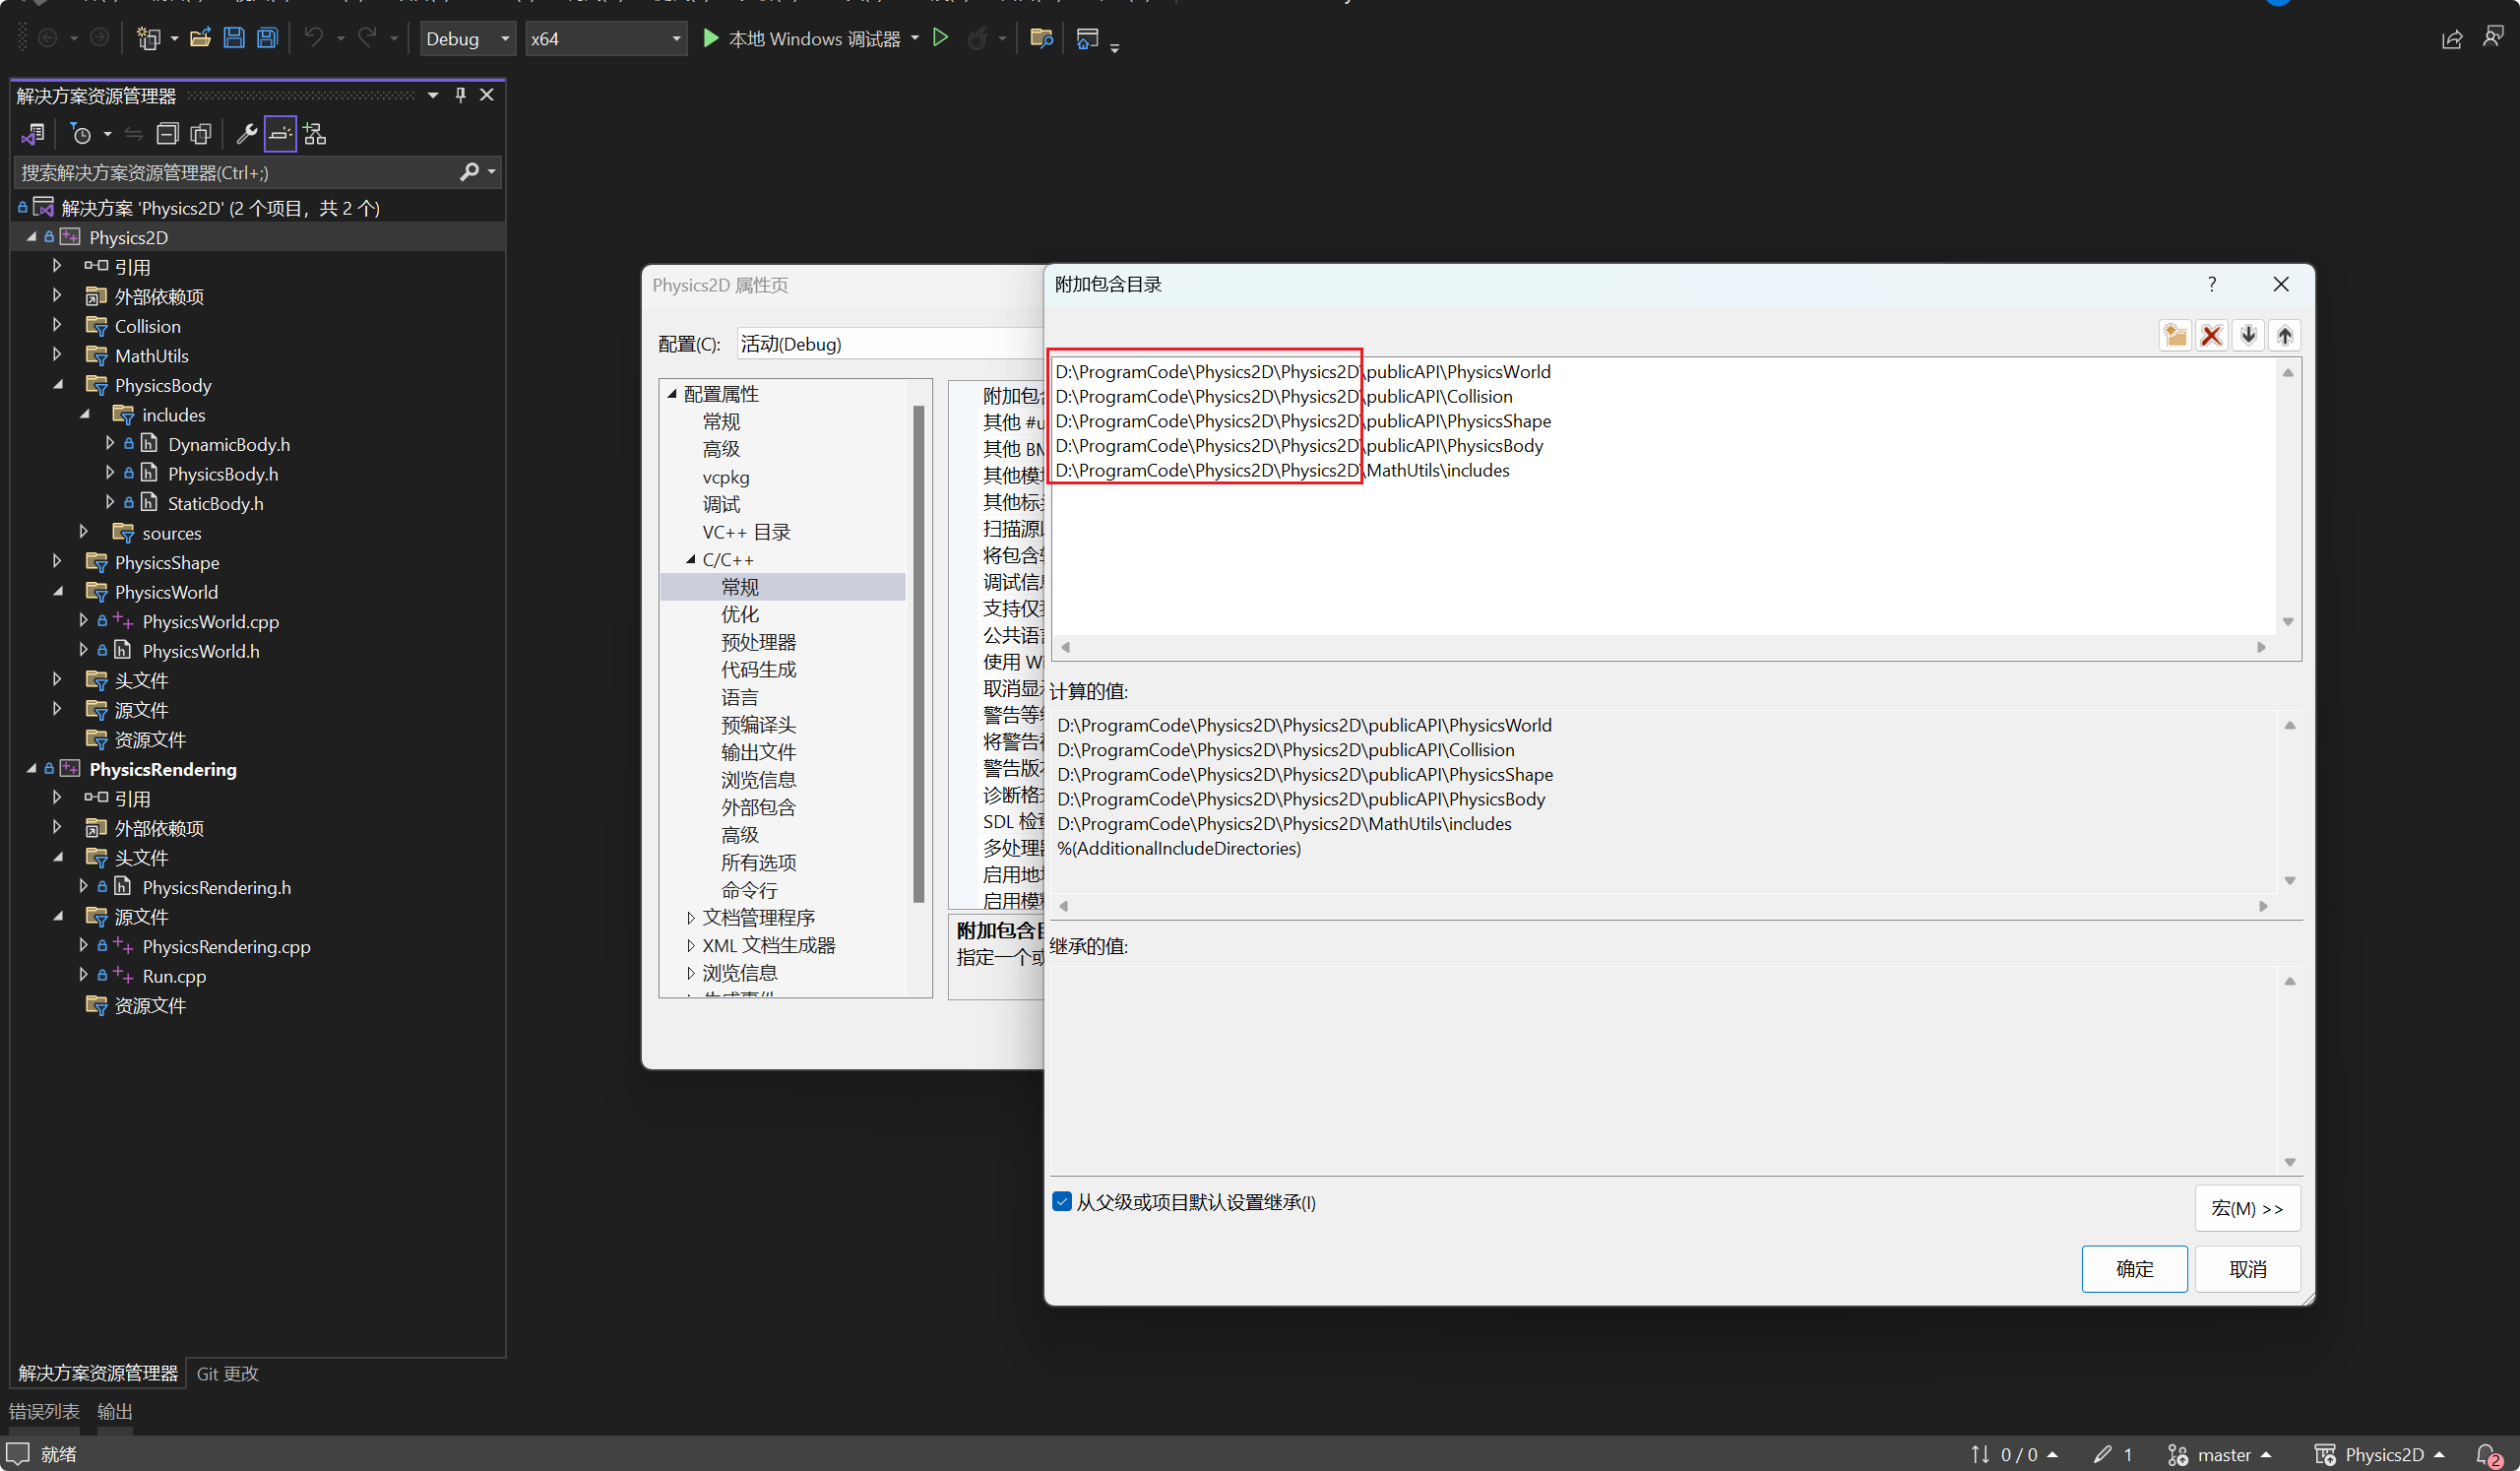 Debug
x64
本地 Windows 调试器
解决方案资源管理器
搜索解决方案资源管理器(Ctrl+;)
解决方案 'Physics2D' (2 个项目，共 2 个)
Physics2D
引用
外部依赖项
Collision
MathUtils
PhysicsBody
includes
DynamicBody.h
PhysicsBody.h
StaticBody.h
sources
PhysicsShape
PhysicsWorld
PhysicsWorld.cpp
PhysicsWorld.h
头文件
源文件
资源文件
PhysicsRendering
引用
外部依赖项
头文件
PhysicsRendering.h
源文件
PhysicsRendering.cpp
Run.cpp
资源文件
解决方案资源管理器
Git 更改
错误列表
输出
Physics2D 属性页
配置(C):
活动(Debug)
配置属性
常规
高级
vcpkg
调试
VC++ 目录
C/C++
常规
优化
预处理器
代码生成
语言
预编译头
输出文件
浏览信息
外部包含
高级
所有选项
命令行
文档管理程序
XML 文档生成器
浏览信息
附加包
其他 #u
其他 BM
其他模
其他标
扫描源
将包含
调试信
支持仅
公共语
使用 Wi
取消显
警告等
将警告
警告版
诊断格
SDL 检
多处理
启用地
启用模
附加包含
指定一个
附加包含目录
?
D:\ProgramCode\Physics2D\Physics2D\publicAPI\PhysicsWorld
D:\ProgramCode\Physics2D\Physics2D\publicAPI\Collision
D:\ProgramCode\Physics2D\Physics2D\publicAPI\PhysicsShape
D:\ProgramCode\Physics2D\Physics2D\publicAPI\PhysicsBody
D:\ProgramCode\Physics2D\Physics2D\MathUtils\includes
计算的值:
D:\ProgramCode\Physics2D\Physics2D\publicAPI\PhysicsWorld
D:\ProgramCode\Physics2D\Physics2D\publicAPI\Collision
D:\ProgramCode\Physics2D\Physics2D\publicAPI\PhysicsShape
D:\ProgramCode\Physics2D\Physics2D\publicAPI\PhysicsBody
D:\ProgramCode\Physics2D\Physics2D\MathUtils\includes
%(AdditionalIncludeDirectories)
继承的值:
从父级或项目默认设置继承(I)
宏(M) >>
确定
取消
就绪
0 / 0
1
master
Physics2D
2